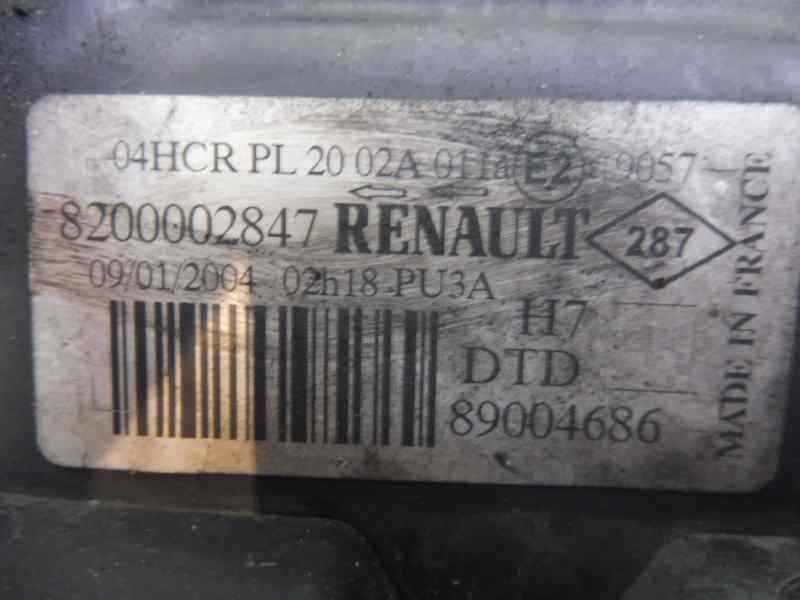 04HCR PL 20 02A 011a E2 19057
8200002847 RENAULT 287
09/01/2004 02h18 PU3A
H7
DTD
89004686
MADE IN FRANCE